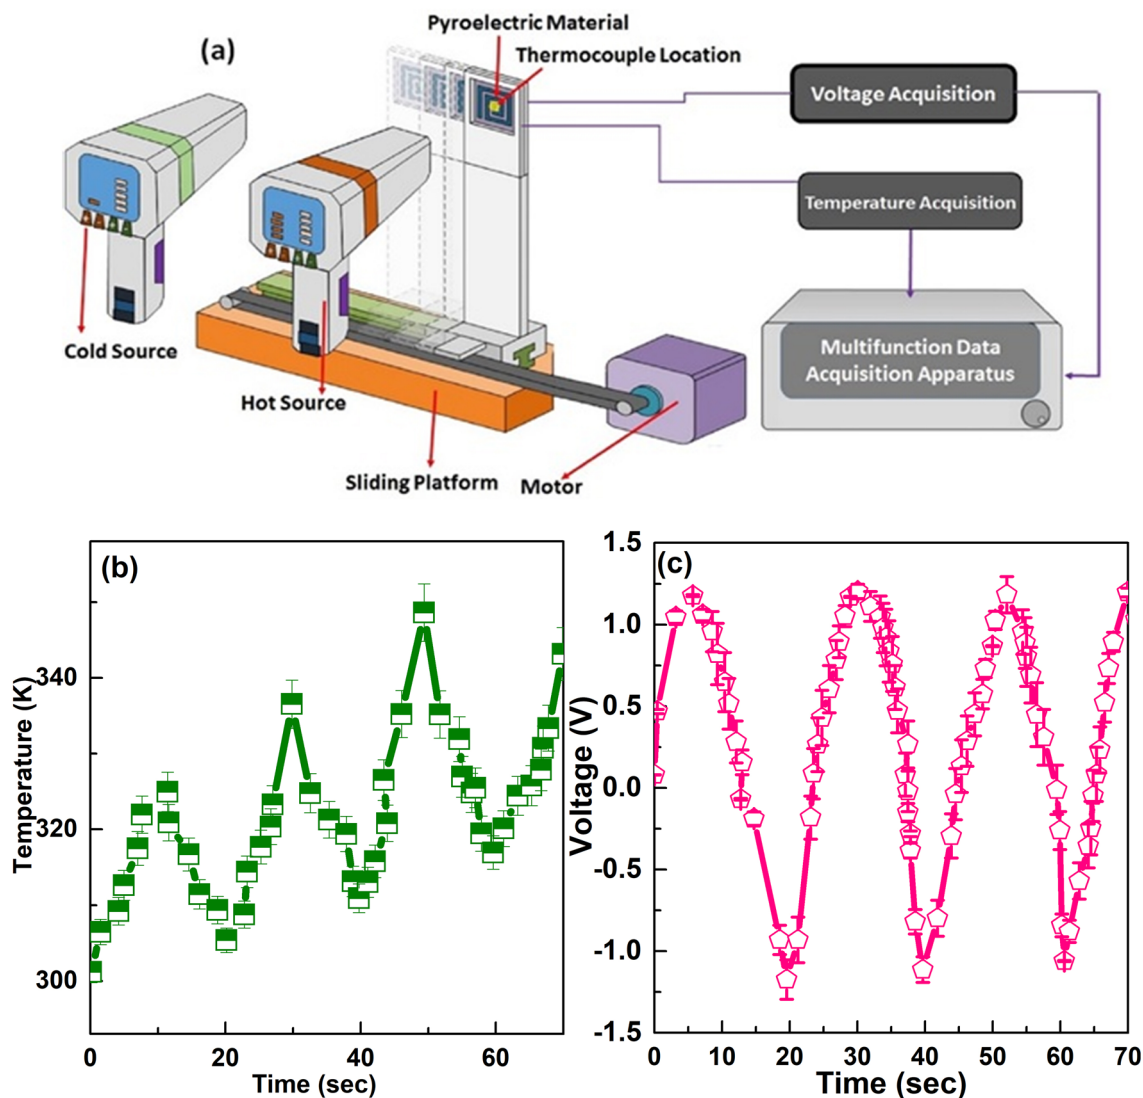 Pyroelectric Material
(a)
Thermocouple Location
Voltage Acquisition
Temperature Acquisition
Cold Source
Hot Source
Multifunction Data
Acquisition Apparatus
Sliding Platform
Motor
(b)
340
320
300
Temperature (K)
0 20 40 60
Time (sec)
(c)
1.5
1.0
0.5
0.0
-0.5
-1.0
-1.5
Voltage (V)
0 10 20 30 40 50 60 70
Time (sec)